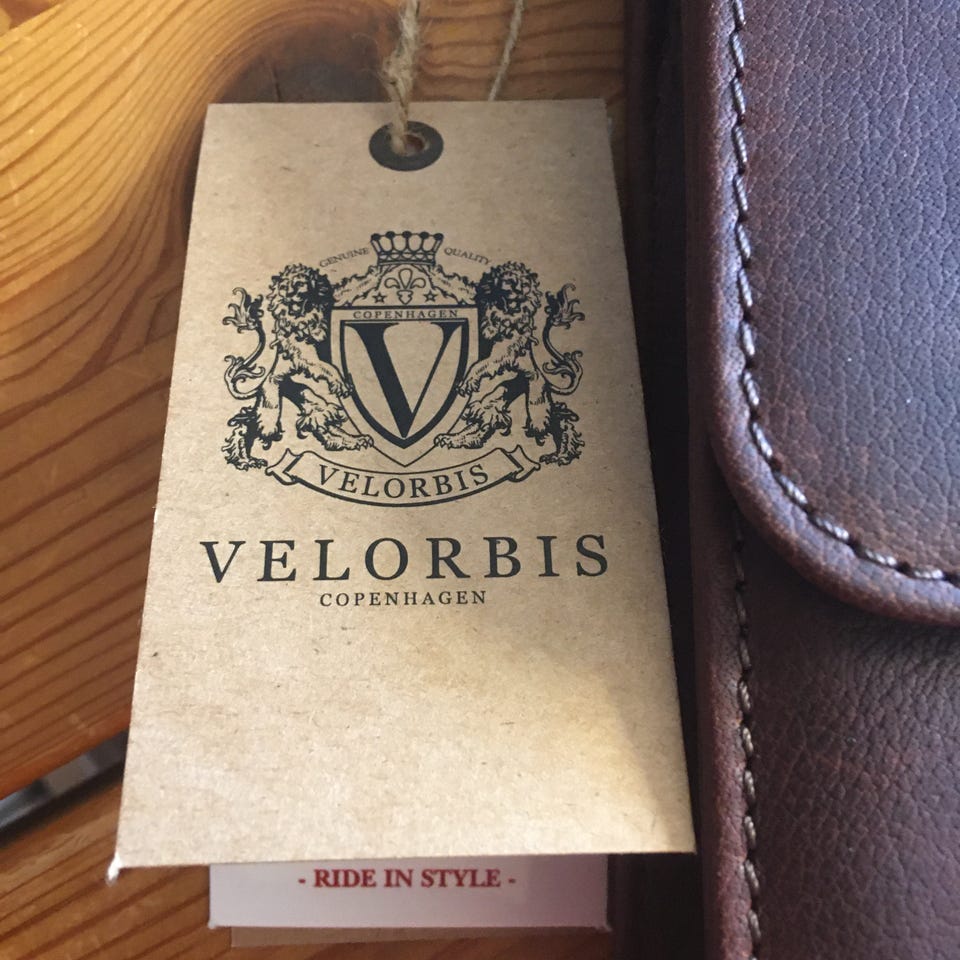 GENUINE QUALITY
COPENHAGEN
V
VELORBIS
VELORBIS
COPENHAGEN
- RIDE IN STYLE -